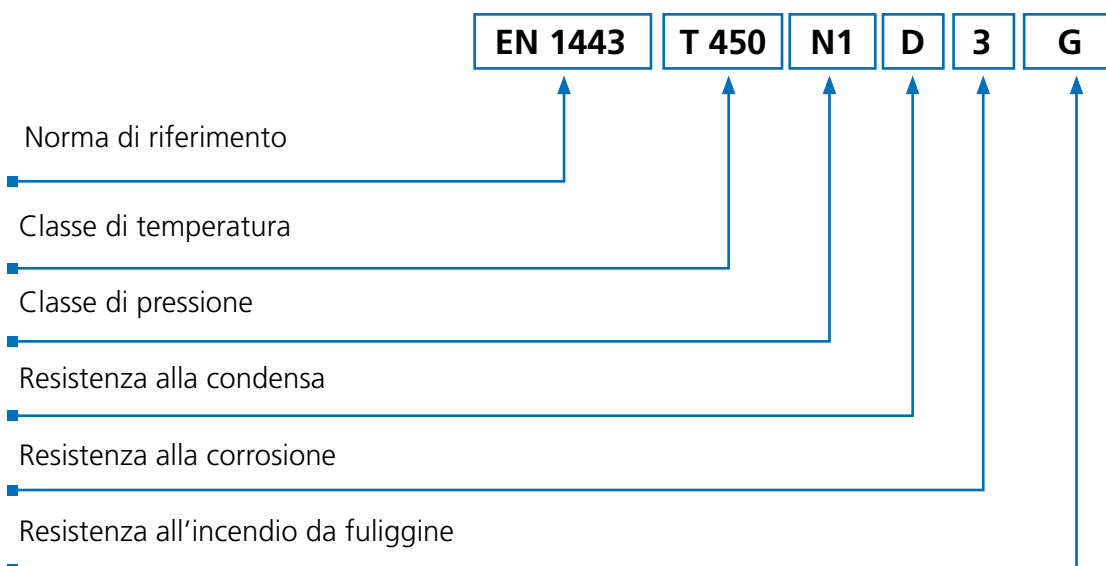 EN 1443 T 450 N1 D 3 G
Norma di riferimento
Classe di temperatura
Classe di pressione
Resistenza alla condensa
Resistenza alla corrosione
Resistenza all’incendio da fuliggine